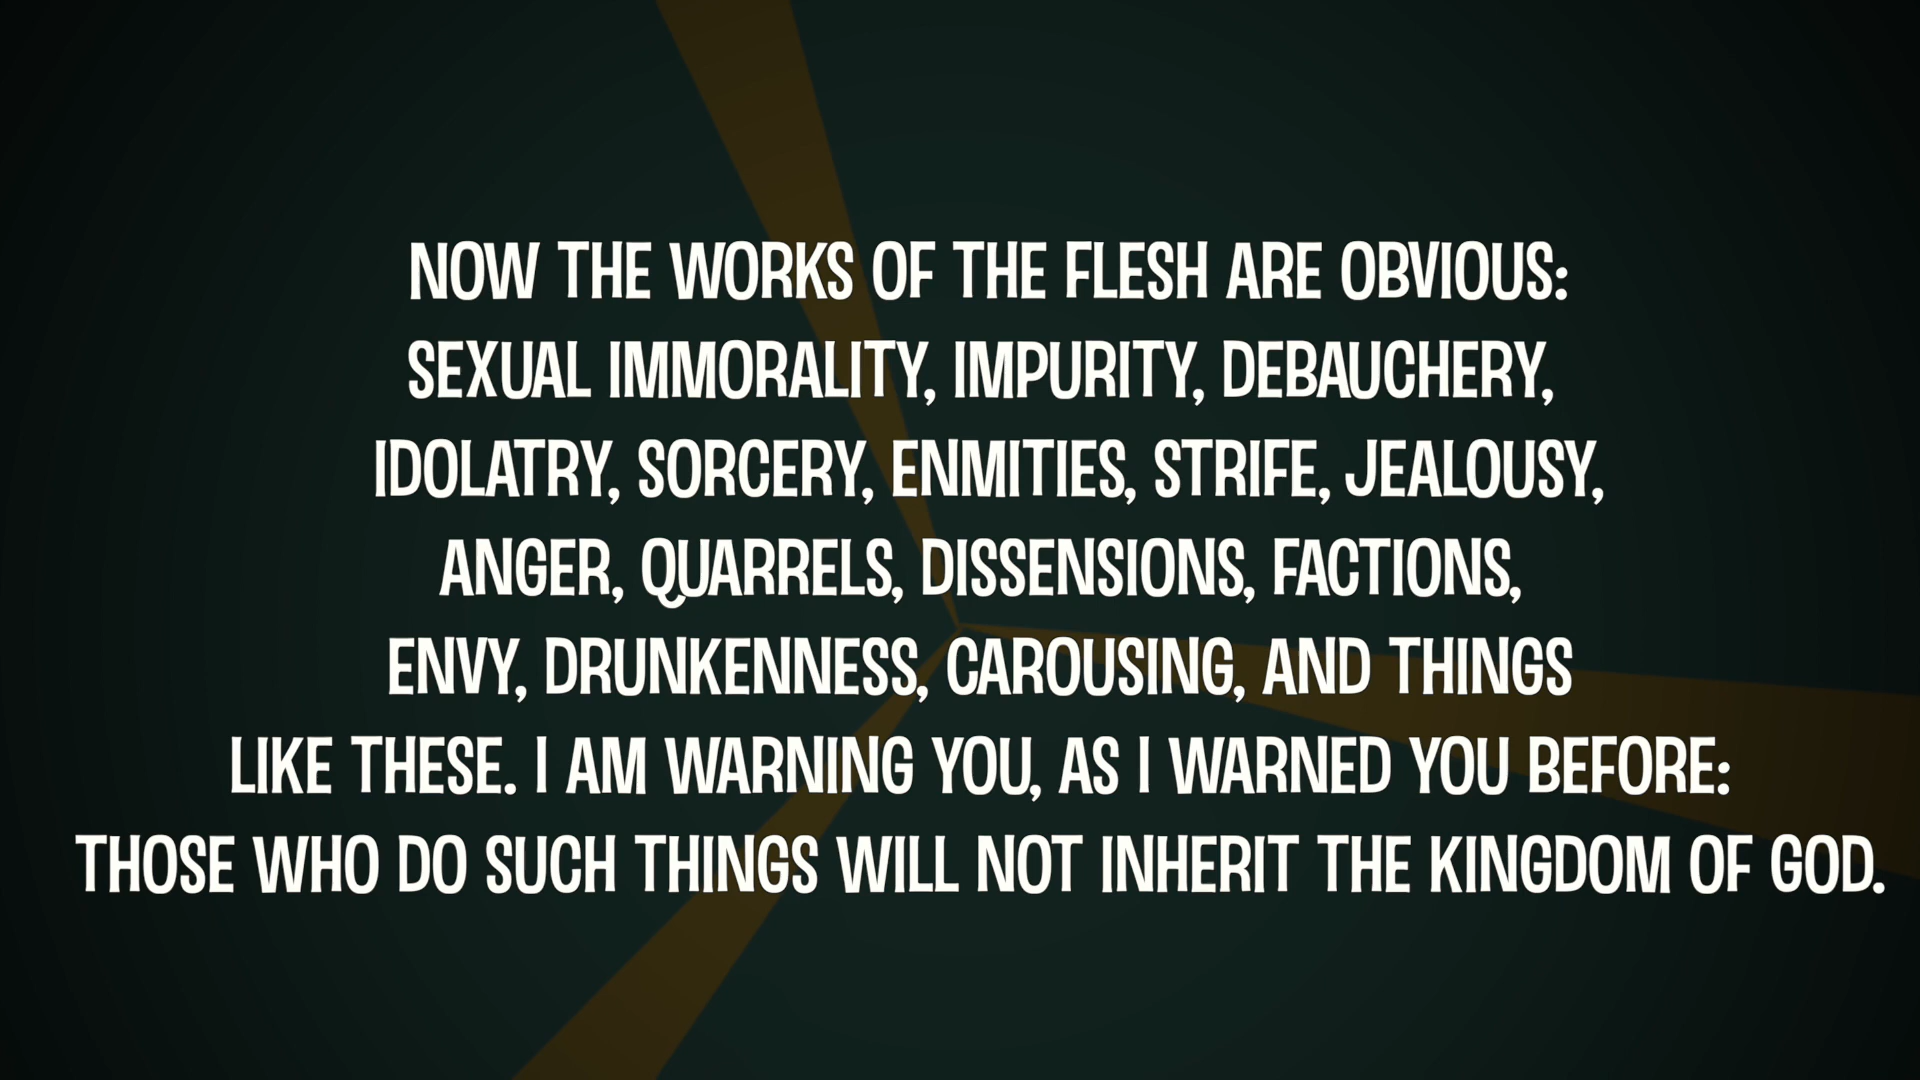 NOW THE WORKS OF THE FLESH ARE OBVIOUS:
SEXUAL IMMORALITY, IMPURITY, DEBAUCHERY,
IDOLATRY, SORCERY, ENMITIES, STRIFE, JEALOUSY,
ANGER, QUARRELS, DISSENSIONS, FACTIONS,
ENVY, DRUNKENNESS, CAROUSING, AND THINGS
LIKE THESE. I AM WARNING YOU, AS I WARNED YOU BEFORE:
THOSE WHO DO SUCH THINGS WILL NOT INHERIT THE KINGDOM OF GOD.